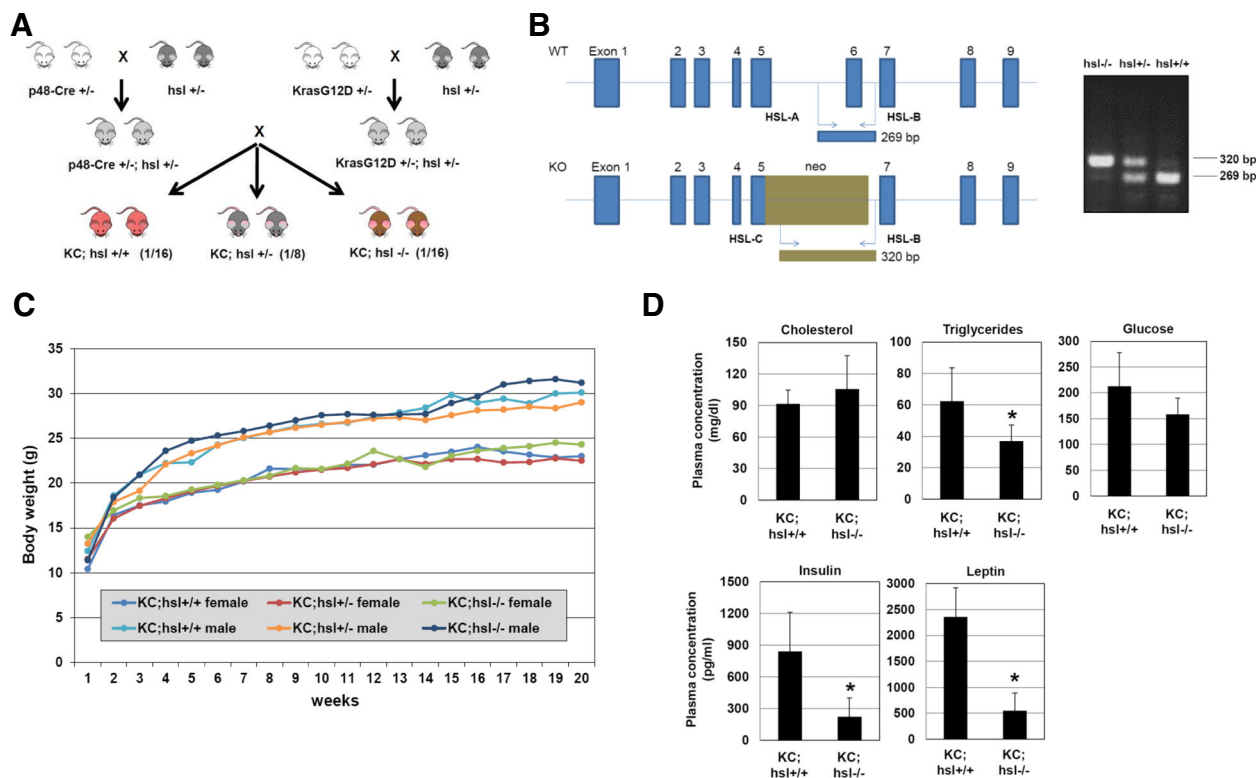 A
X
X
p48-Cre +/-
hsl +/-
KrasG12D +/-
hsl +/-
X
p48-Cre +/-; hsl +/-
KrasG12D +/-; hsl +/-
KC; hsl +/+ (1/16)
KC; hsl +/- (1/8)
KC; hsl -/- (1/16)
B
WT
Exon 1 2 3 4 5 6 7 8 9
HSL-A
HSL-B
269 bp
KO
Exon 1 2 3 4 5 neo 7 8 9
HSL-C
HSL-B
320 bp
hsl-/- hsl+/- hsl+/+
320 bp
269 bp
C
Body weight (g)
35
30
25
20
15
10
5
0
KC;hsl+/+ female KC;hsl+/- female KC;hsl-/- female
KC;hsl+/+ male KC;hsl+/- male KC;hsl-/- male
1 2 3 4 5 6 7 8 9 10 11 12 13 14 15 16 17 18 19 20
weeks
D
Plasma concentration
(mg/dl)
Cholesterol
150
120
90
60
30
0
KC;
hsl+/+
KC;
hsl-/-
Triglycerides
100
80
60
40
20
0
*
KC;
hsl+/+
KC;
hsl-/-
Glucose
300
250
200
150
100
50
0
KC;
hsl+/+
KC;
hsl-/-
Plasma concentration
(pg/ml)
Insulin
1500
1200
900
600
300
0
*
KC;
hsl+/+
KC;
hsl-/-
Leptin
3000
2500
2000
1500
1000
500
0
*
KC;
hsl+/+
KC;
hsl-/-